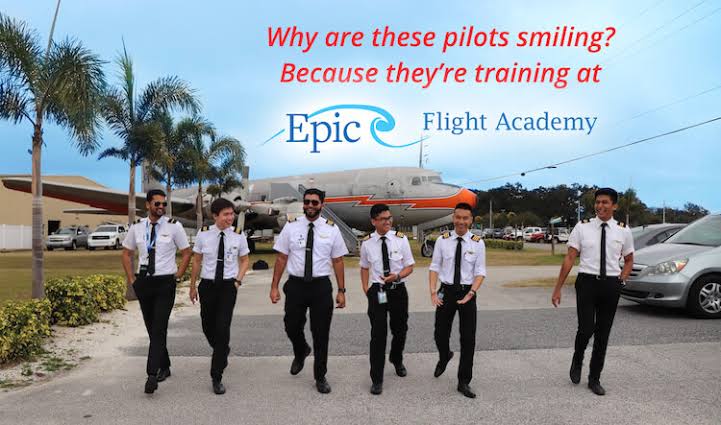 Why are these pilots smiling?
Because they're training at
Epic Flight Academy